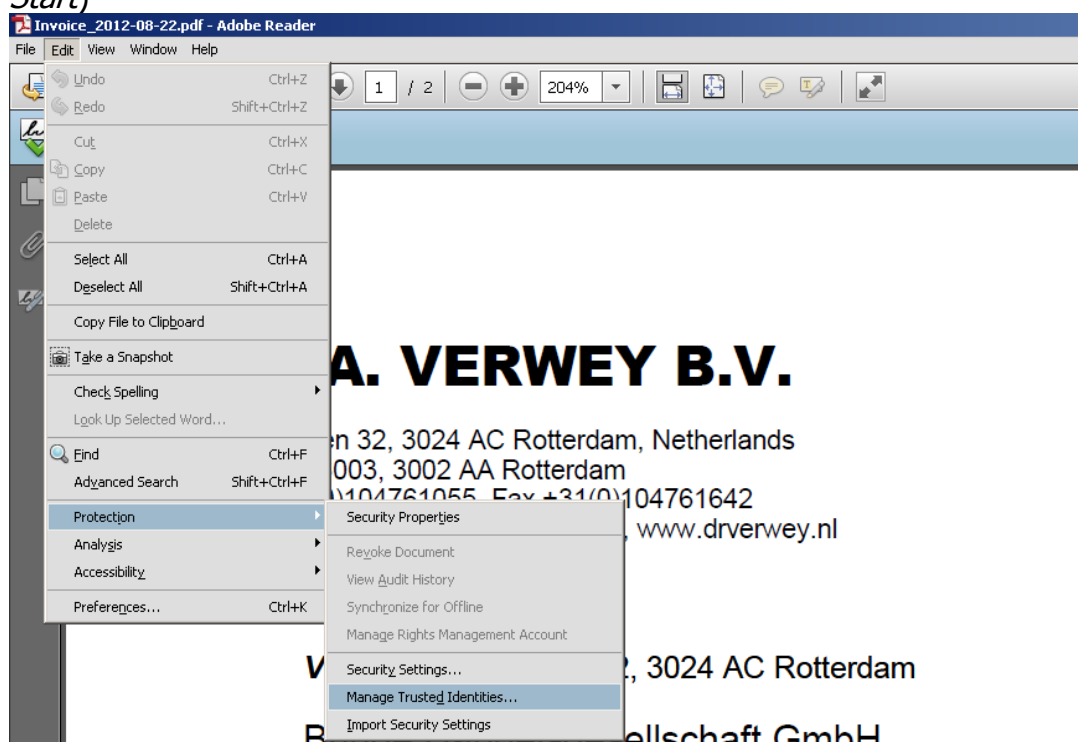 Start)
Invoice_2012-08-22.pdf - Adobe Reader
File Edit View Window Help
1 / 2 204%
Undo Ctrl+Z
Redo Shift+Ctrl+Z
Cut Ctrl+X
Copy Ctrl+C
Paste Ctrl+V
Delete
Select All Ctrl+A
Deselect All Shift+Ctrl+A
Copy File to Clipboard
Take a Snapshot
Check Spelling
Look Up Selected Word...
Find Ctrl+F
Advanced Search Shift+Ctrl+F
Protection
Analysis
Accessibility
Preferences... Ctrl+K
Security Properties
Revoke Document
View Audit History
Synchronize for Offline
Manage Rights Management Account
Security Settings...
Manage Trusted Identities...
Import Security Settings
A. VERWEY B.V.
en 32, 3024 AC Rotterdam, Netherlands
003, 3002 AA Rotterdam
)104761055, Fax +31(0)104761642
, www.drverwey.nl
V 2, 3024 AC Rotterdam
B ellschaft GmbH